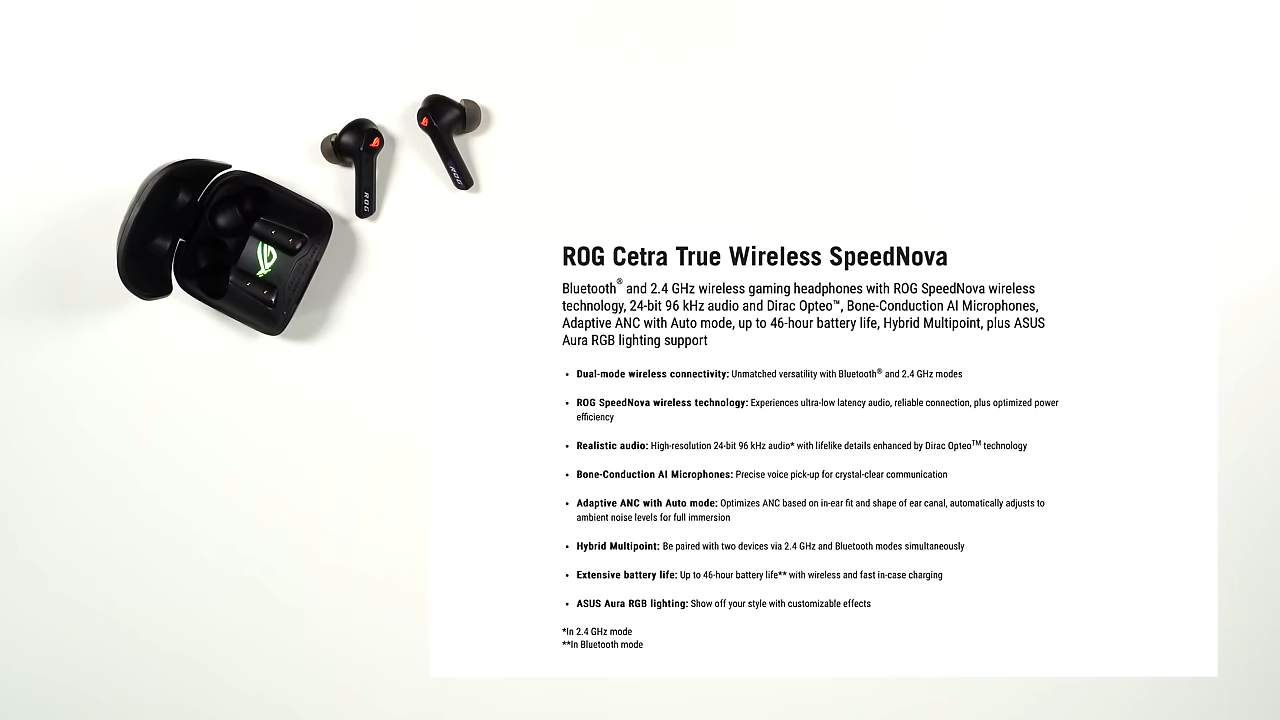 ROG
ROG
ROG Cetra True Wireless SpeedNova
Bluetooth® and 2.4 GHz wireless gaming headphones with ROG SpeedNova wireless
technology, 24-bit 96 kHz audio and Dirac Opteo™, Bone-Conduction AI Microphones,
Adaptive ANC with Auto mode, up to 46-hour battery life, Hybrid Multipoint, plus ASUS
Aura RGB lighting support
• Dual-mode wireless connectivity: Unmatched versatility with Bluetooth® and 2.4 GHz modes
• ROG SpeedNova wireless technology: Experiences ultra-low latency audio, reliable connection, plus optimized power
efficiency
• Realistic audio: High-resolution 24-bit 96 kHz audio* with lifelike details enhanced by Dirac Opteo™ technology
• Bone-Conduction AI Microphones: Precise voice pick-up for crystal-clear communication
• Adaptive ANC with Auto mode: Optimizes ANC based on in-ear fit and shape of ear canal, automatically adjusts to
ambient noise levels for full immersion
• Hybrid Multipoint: Be paired with two devices via 2.4 GHz and Bluetooth modes simultaneously
• Extensive battery life: Up to 46-hour battery life** with wireless and fast in-case charging
• ASUS Aura RGB lighting: Show off your style with customizable effects
*In 2.4 GHz mode
**In Bluetooth mode